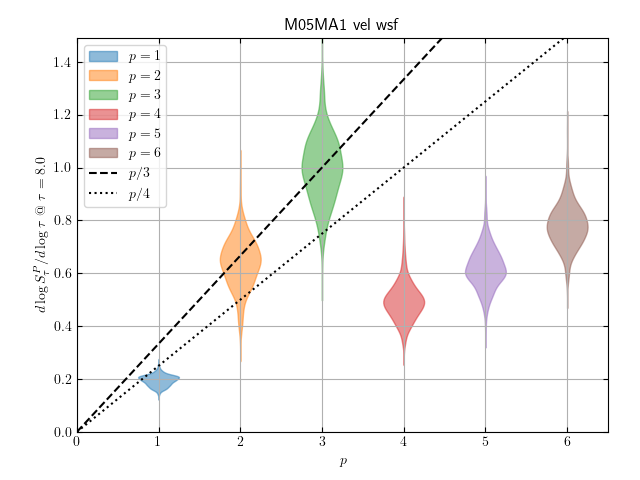 M05MA1 vel wsf
d log S_τ^P / d log τ @ τ = 8.0
1.4
1.2
1.0
0.8
0.6
0.4
0.2
0.0
p = 1
p = 2
p = 3
p = 4
p = 5
p = 6
p/3
p/4
0
1
2
3
4
5
6
p